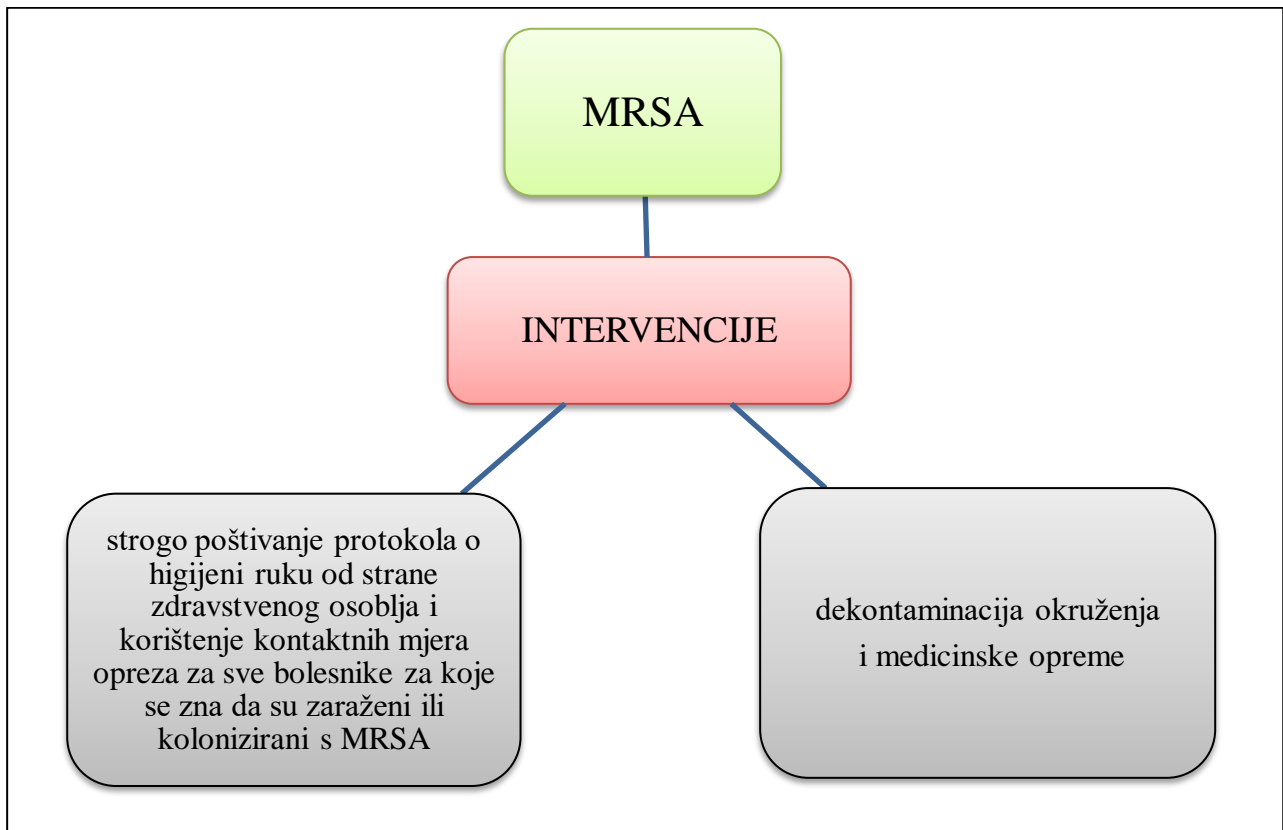 MRSA
INTERVENCIJE
strogo poštivanje protokola o
higijeni ruku od strane
zdravstvenog osoblja i
korištenje kontaktnih mjera
opreza za sve bolesnike za koje
se zna da su zaraženi ili
kolonizirani s MRSA
dekontaminacija okruženja
i medicinske opreme